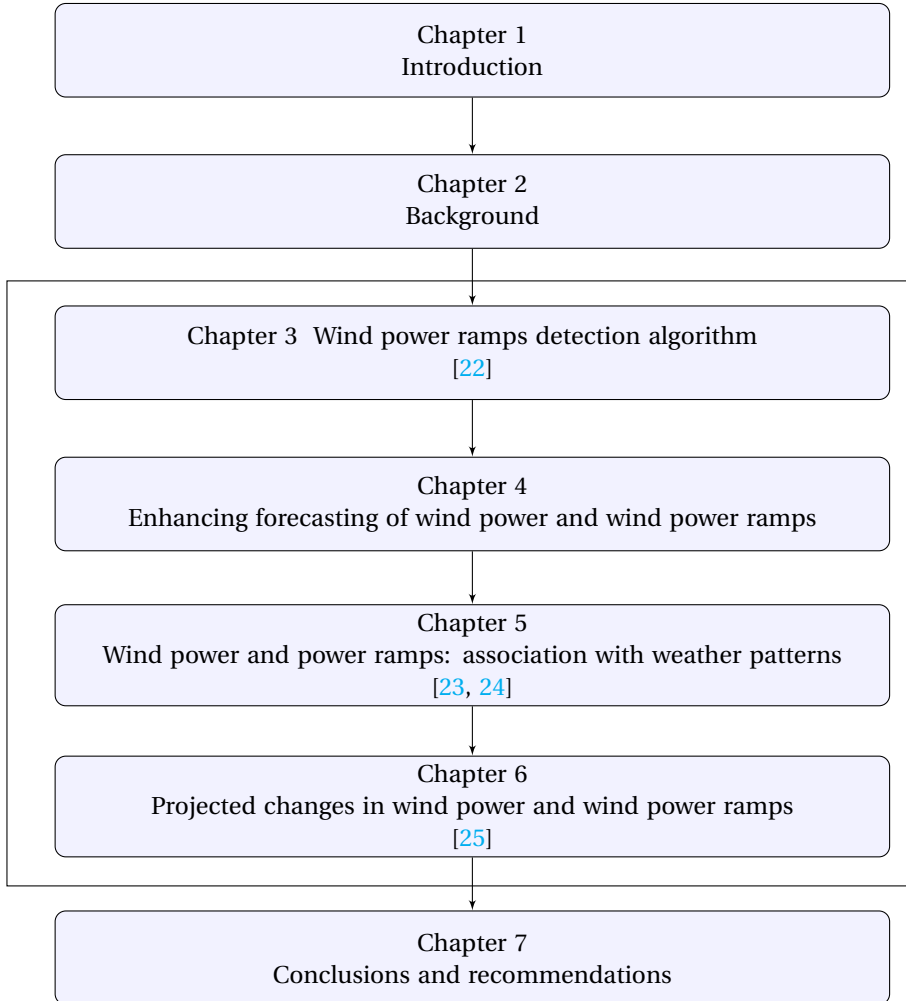 Chapter 1
Introduction
Chapter 2
Background
Chapter 3 Wind power ramps detection algorithm
[22]
Chapter 4
Enhancing forecasting of wind power and wind power ramps
Chapter 5
Wind power and power ramps: association with weather patterns
[23, 24]
Chapter 6
Projected changes in wind power and wind power ramps
[25]
Chapter 7
Conclusions and recommendations